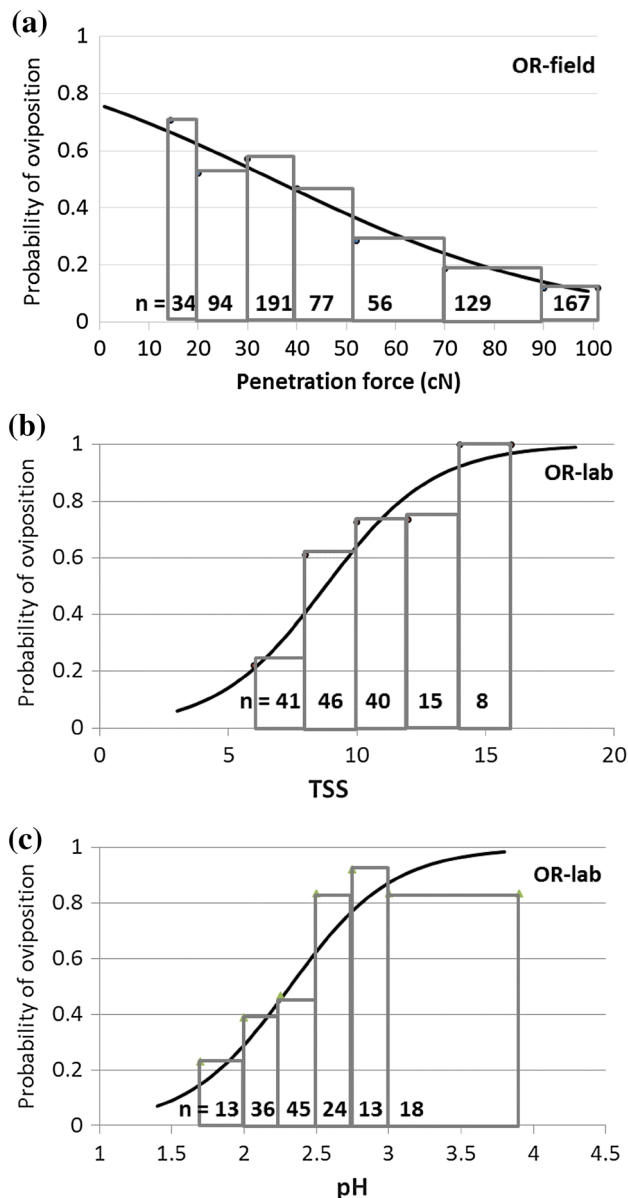 (a)
1
0.8
0.6
0.4
0.2
0
Probability of oviposition
OR-field
n = 34 94 191 77 56 129 167
0 10 20 30 40 50 60 70 80 90 100
Penetration force (cN)
(b)
1
0.8
0.6
0.4
0.2
0
Probability of oviposition
OR-lab
n = 41 46 40 15 8
0 5 10 15 20
TSS
(c)
1
0.8
0.6
0.4
0.2
0
Probability of oviposition
OR-lab
n = 13 36 45 24 13 18
1 1.5 2 2.5 3 3.5 4 4.5
pH